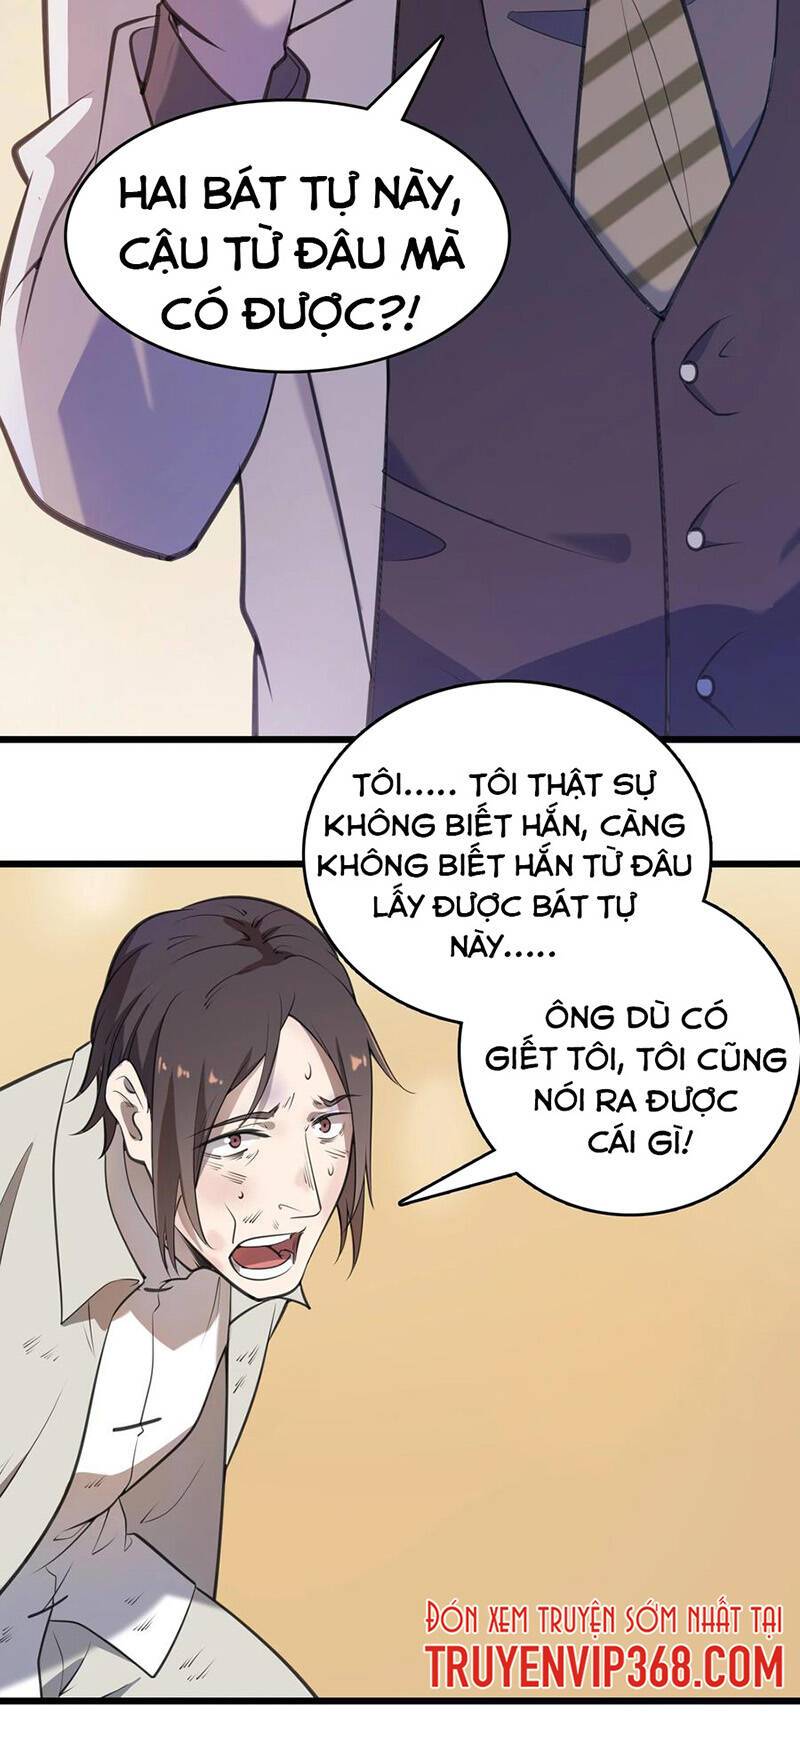 HAI BÁT TỰ NÀY,
CẬU TỪ ĐÂU MÀ
CÓ ĐƯỢC?!
TÔI..... TÔI THẬT SỰ
KHÔNG BIẾT HẮN, CÀNG
KHÔNG BIẾT HẮN TỪ ĐÂU
LẤY ĐƯỢC BÁT TỰ
NÀY.....
ÔNG DÙ CÓ
GIẾT TÔI, TÔI CŨNG
NÓI RA ĐƯỢC
CÁI GÌ!
ĐÓN XEM TRUYỆN SỚM NHẤT TẠI
TRUYENVIP368.COM